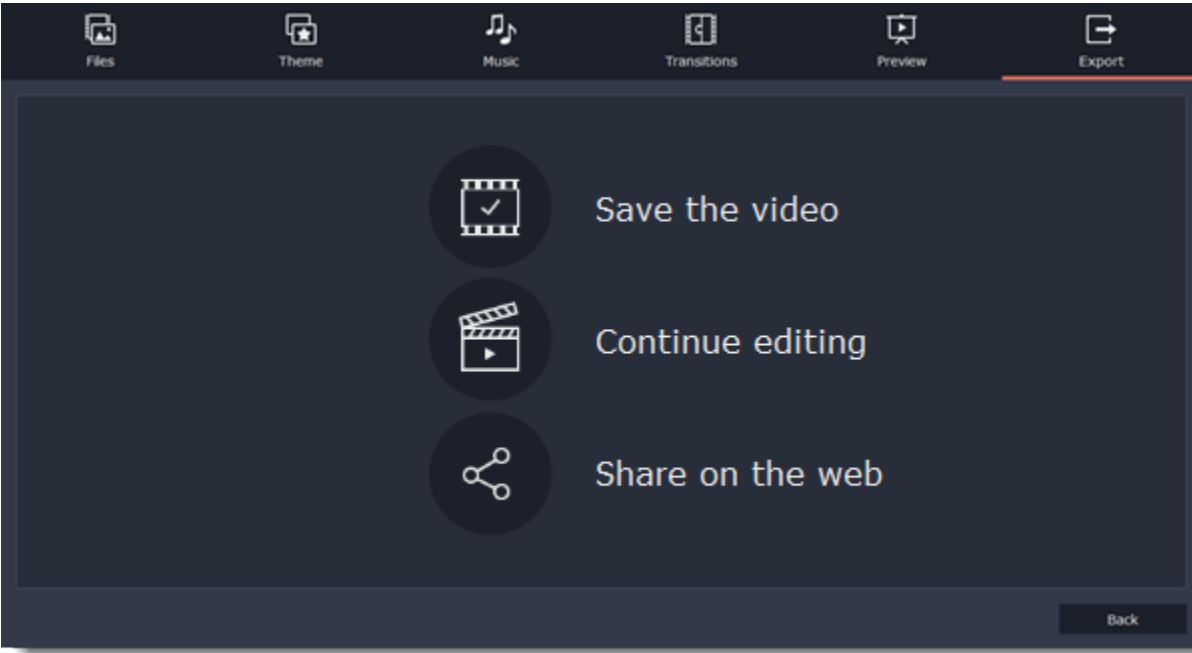 Files
Theme
Music
Transitions
Preview
Export
Save the video
Continue editing
Share on the web
Back